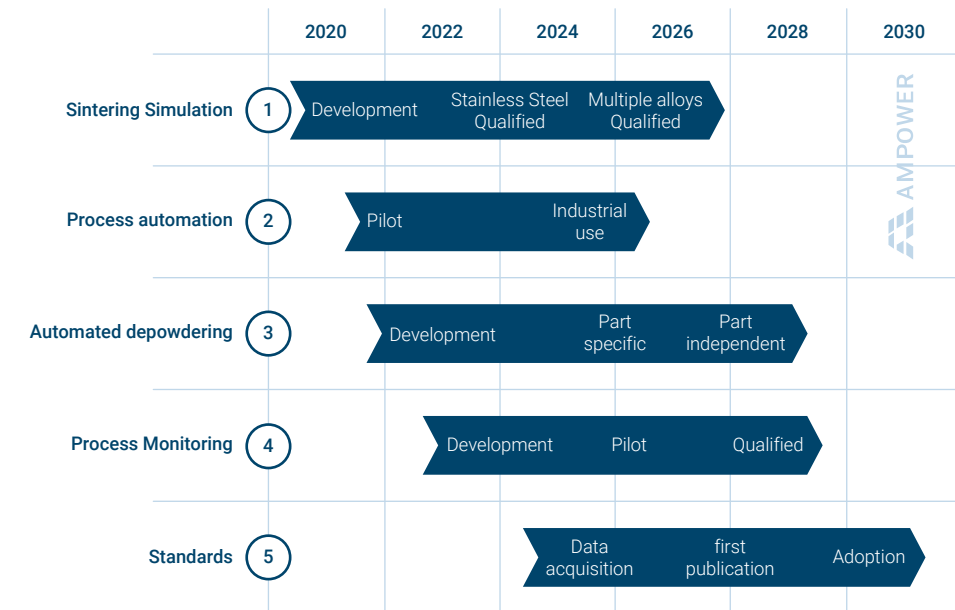 2020 2022 2024 2026 2028 2030
Sintering Simulation 1 Development Stainless Steel Multiple alloys
Qualified Qualified
Process automation 2 Pilot Industrial
use
Automated depowdering 3 Development Part Part
specific independent
Process Monitoring 4 Development Pilot Qualified
Standards 5 Data first Adoption
acquisition publication
AMPOWER